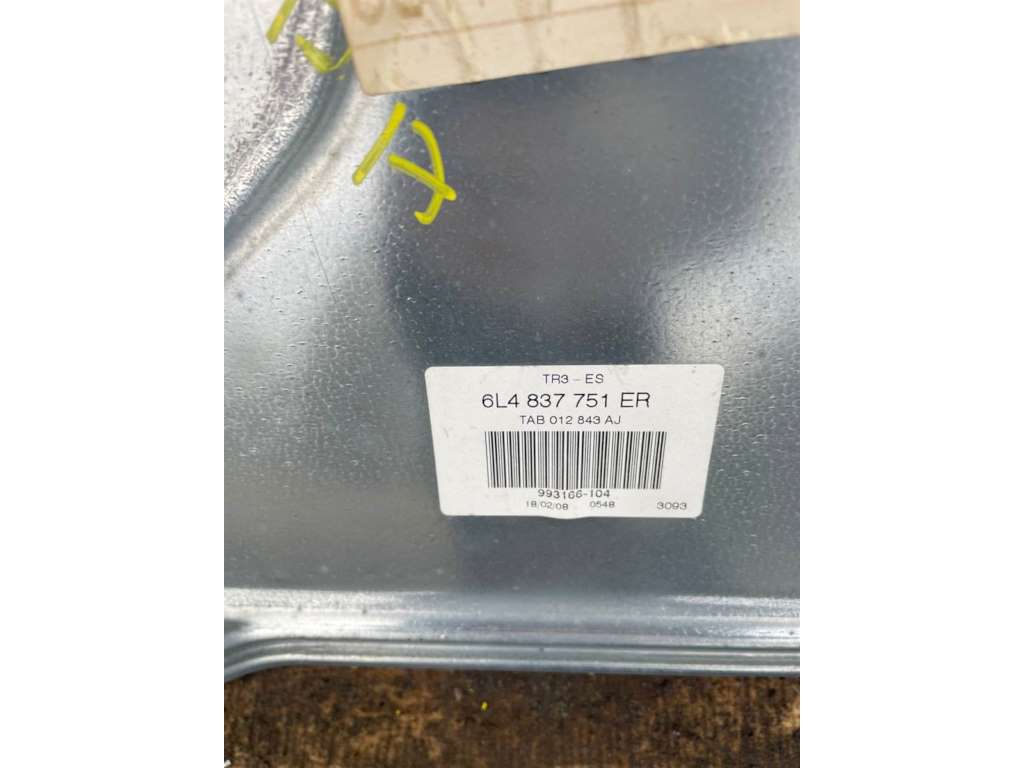 TR3 - ES
6L4 837 751 ER
TAB 012 843 AJ
993166-104
18/02/08 0548 3093